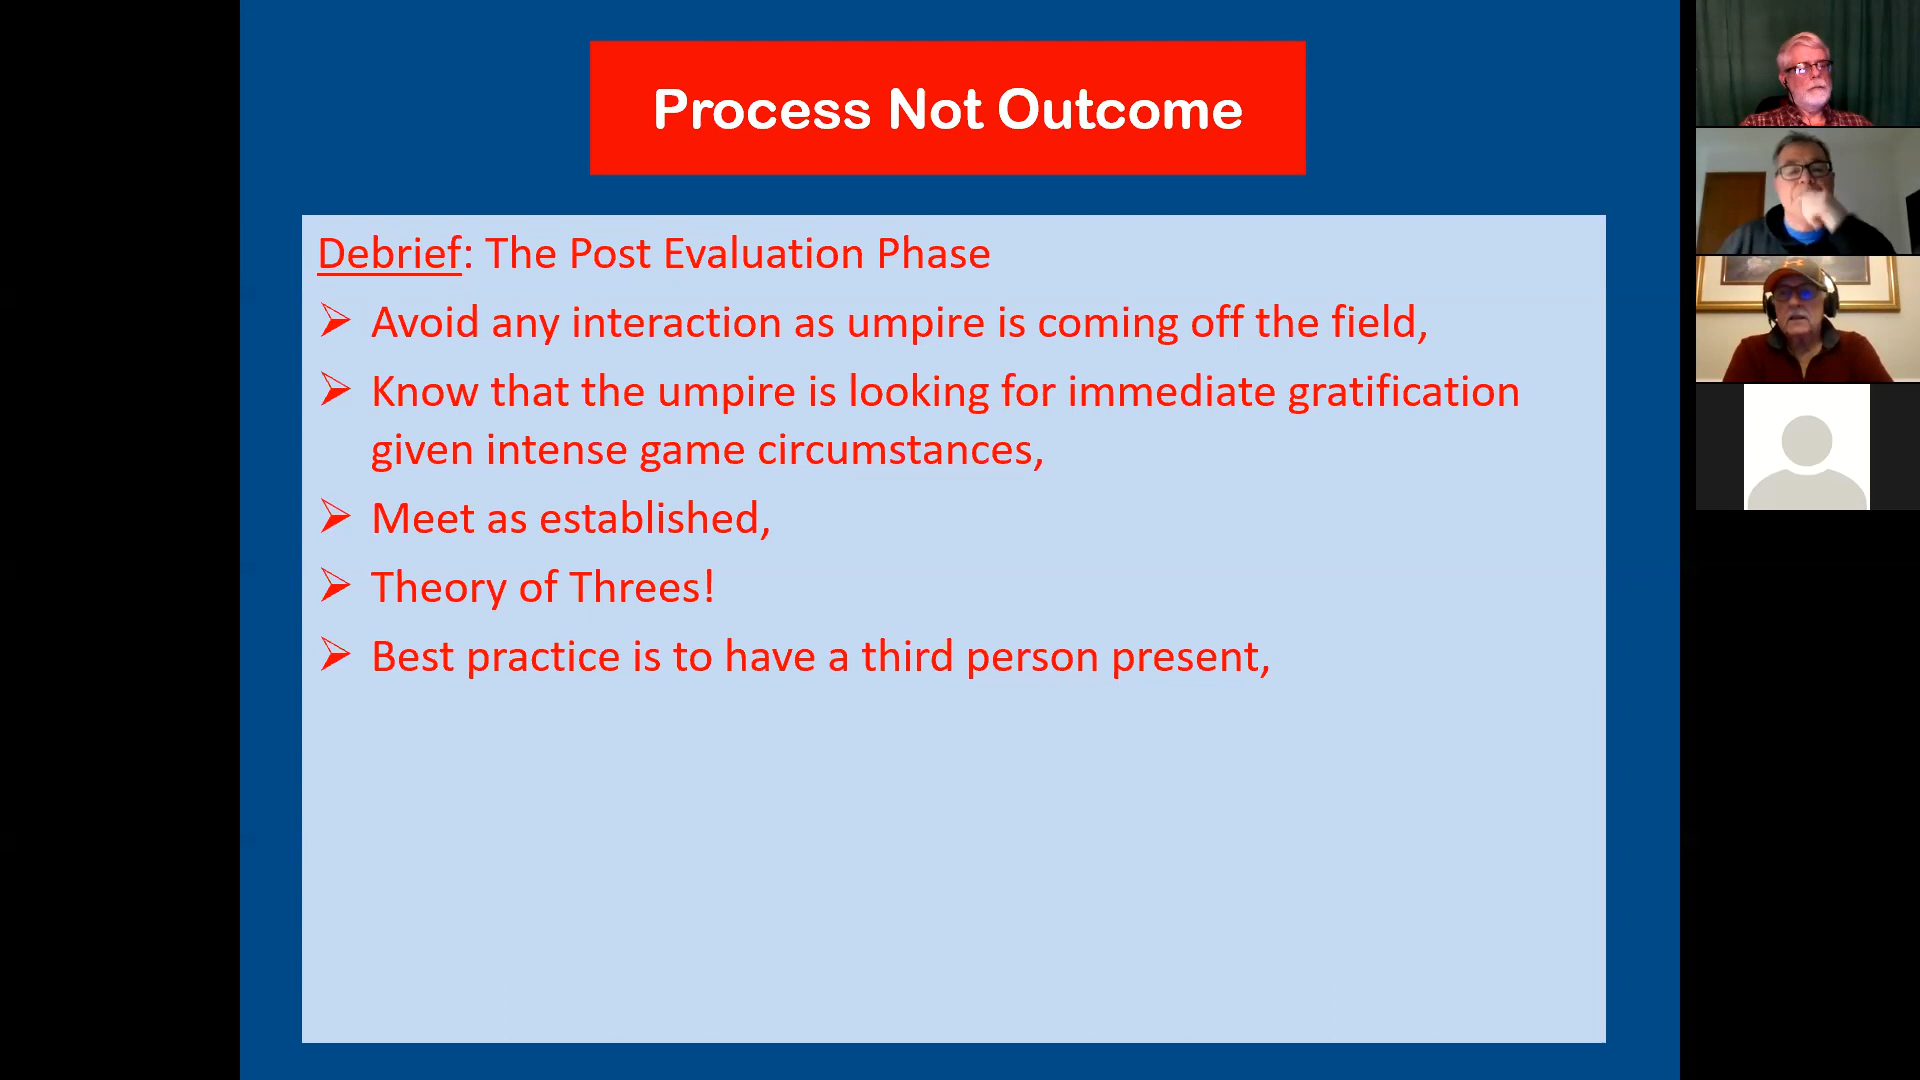 Process Not Outcome
Debrief: The Post Evaluation Phase
Avoid any interaction as umpire is coming off the field,
Know that the umpire is looking for immediate gratification
given intense game circumstances,
Meet as established,
Theory of Threes!
Best practice is to have a third person present,